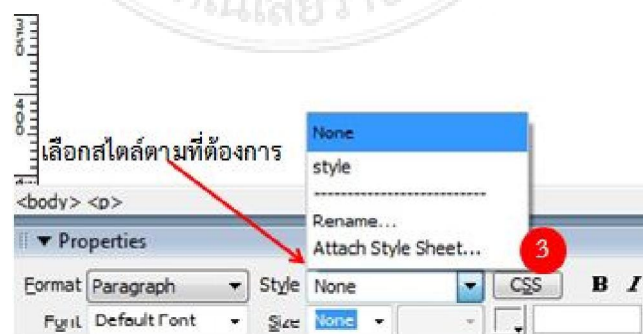 None
เลือกสไตล์ตามที่ต้องการ
style
Rename...
<body> <p>
Attach Style Sheet...
3
Properties
Format Paragraph Style None CSS B I
Font Default Font Size None